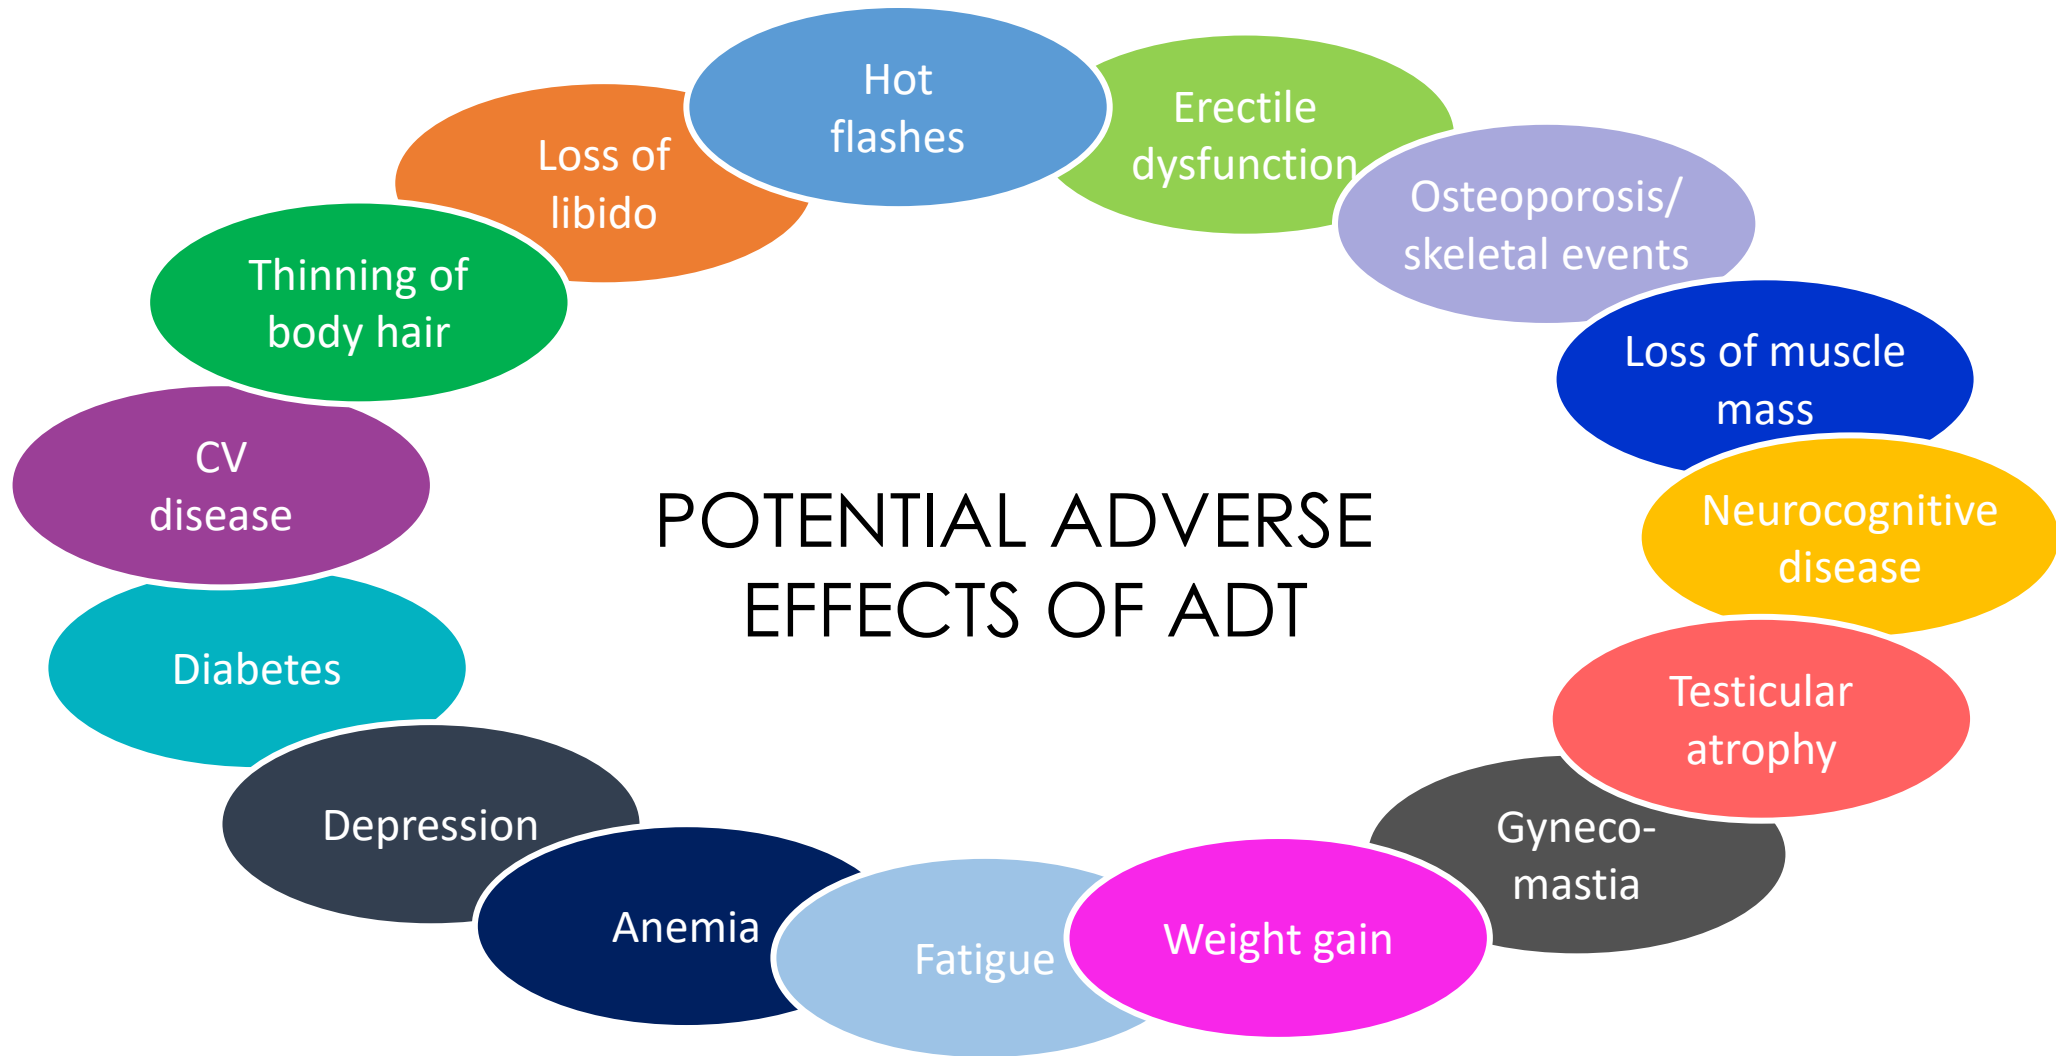 Hot
flashes
Erectile
dysfunction
Osteoporosis/
skeletal events
Loss of muscle
mass
Neurocognitive
disease
Testicular
atrophy
Gyneco-
mastia
Weight gain
Fatigue
Anemia
Depression
Diabetes
CV
disease
Thinning of
body hair
Loss of
libido
POTENTIAL ADVERSE
EFFECTS OF ADT